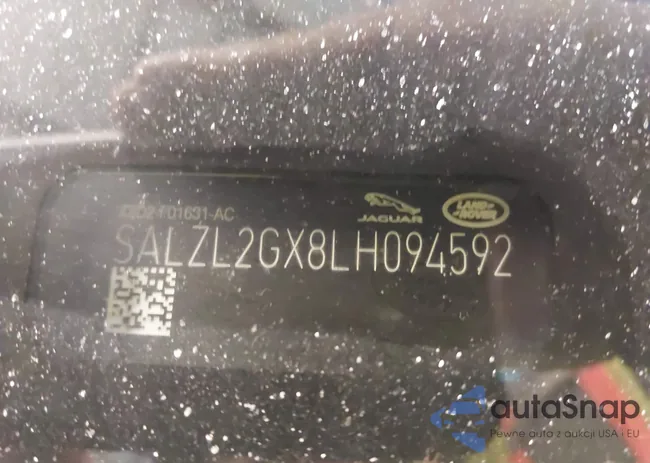 JAGUAR
LAND ROVER
SALZL2GX8LH094592
autaSnap
Pewne auta z aukcji USA i EU